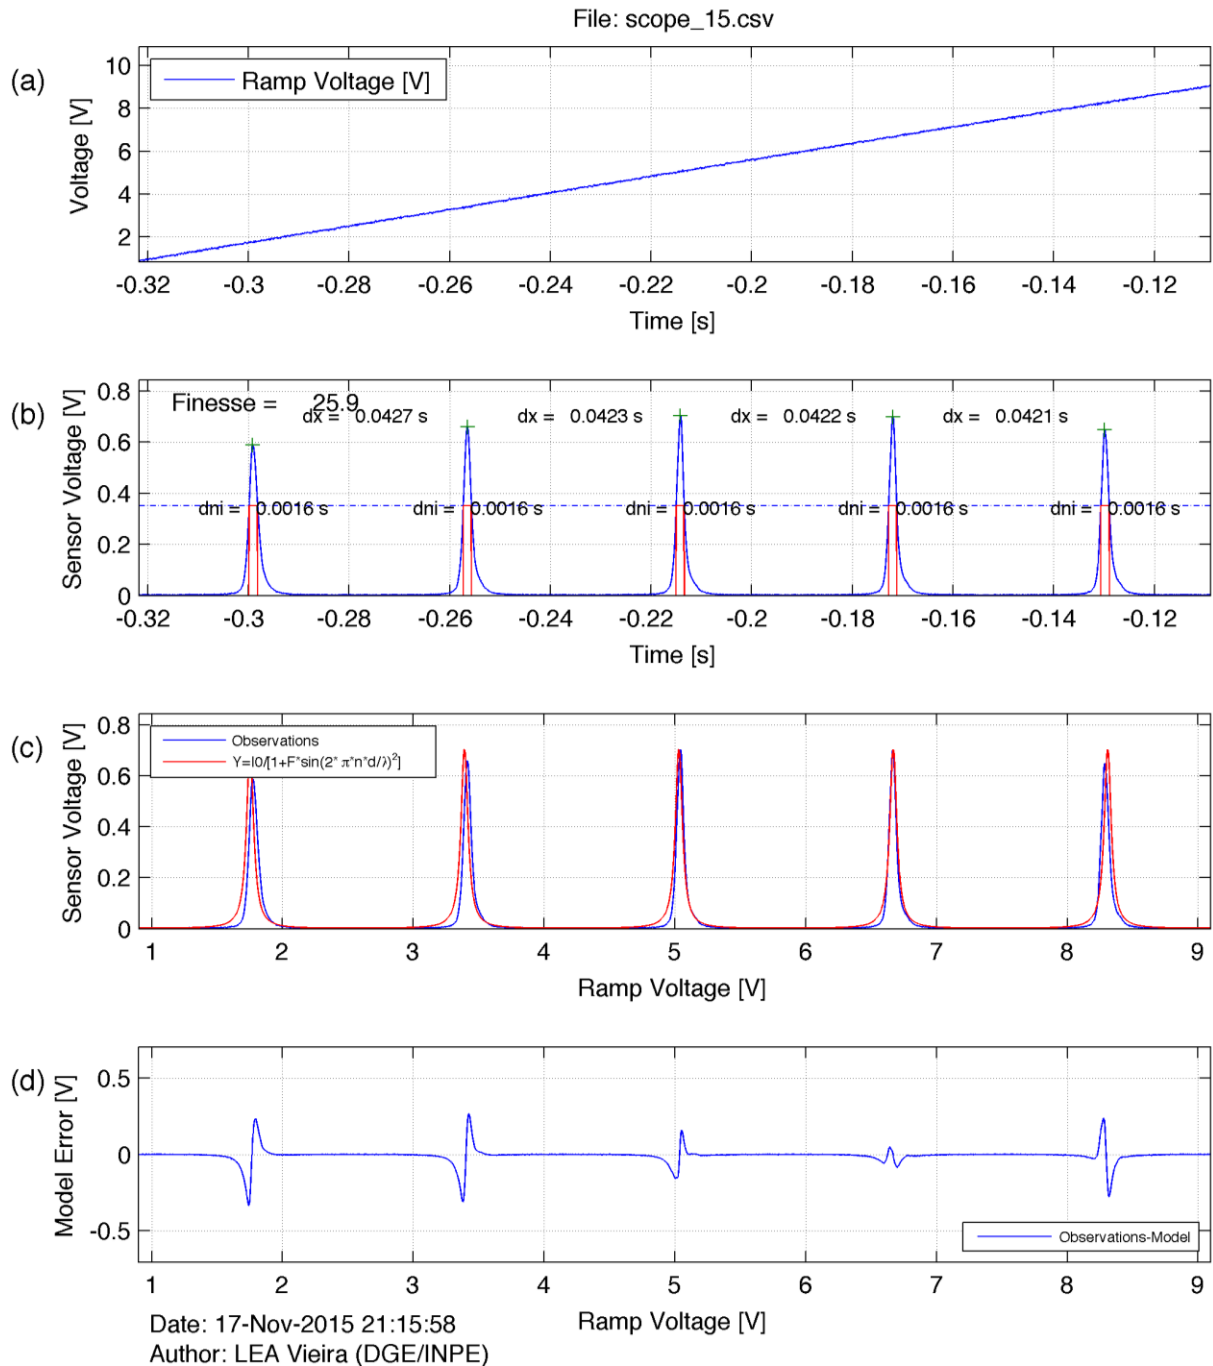 File: scope_15.csv
(a)
Ramp Voltage [V]
Voltage [V]
10
8
6
4
2
-0.32 -0.3 -0.28 -0.26 -0.24 -0.22 -0.2 -0.18 -0.16 -0.14 -0.12
Time [s]
(b)
Finesse = 25.9
dx = 0.0427 s dx = 0.0423 s dx = 0.0422 s dx = 0.0421 s
dni = 0.0016 s dni = 0.0016 s dni = 0.0016 s dni = 0.0016 s dni = 0.0016 s
Sensor Voltage [V]
0.8
0.6
0.4
0.2
0
-0.32 -0.3 -0.28 -0.26 -0.24 -0.22 -0.2 -0.18 -0.16 -0.14 -0.12
Time [s]
(c)
Observations
Y=I0/[1+F*sin(2* π*n*d/λ)²]
Sensor Voltage [V]
0.8
0.6
0.4
0.2
0
1 2 3 4 5 6 7 8 9
Ramp Voltage [V]
(d)
Model Error [V]
0.5
0
-0.5
Observations-Model
1 2 3 4 5 6 7 8 9
Ramp Voltage [V]
Date: 17-Nov-2015 21:15:58
Author: LEA Vieira (DGE/INPE)